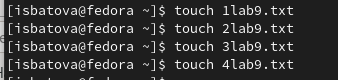 [isbatova@fedora ~]$ touch 1lab9.txt
[isbatova@fedora ~]$ touch 2lab9.txt
[isbatova@fedora ~]$ touch 3lab9.txt
[isbatova@fedora ~]$ touch 4lab9.txt